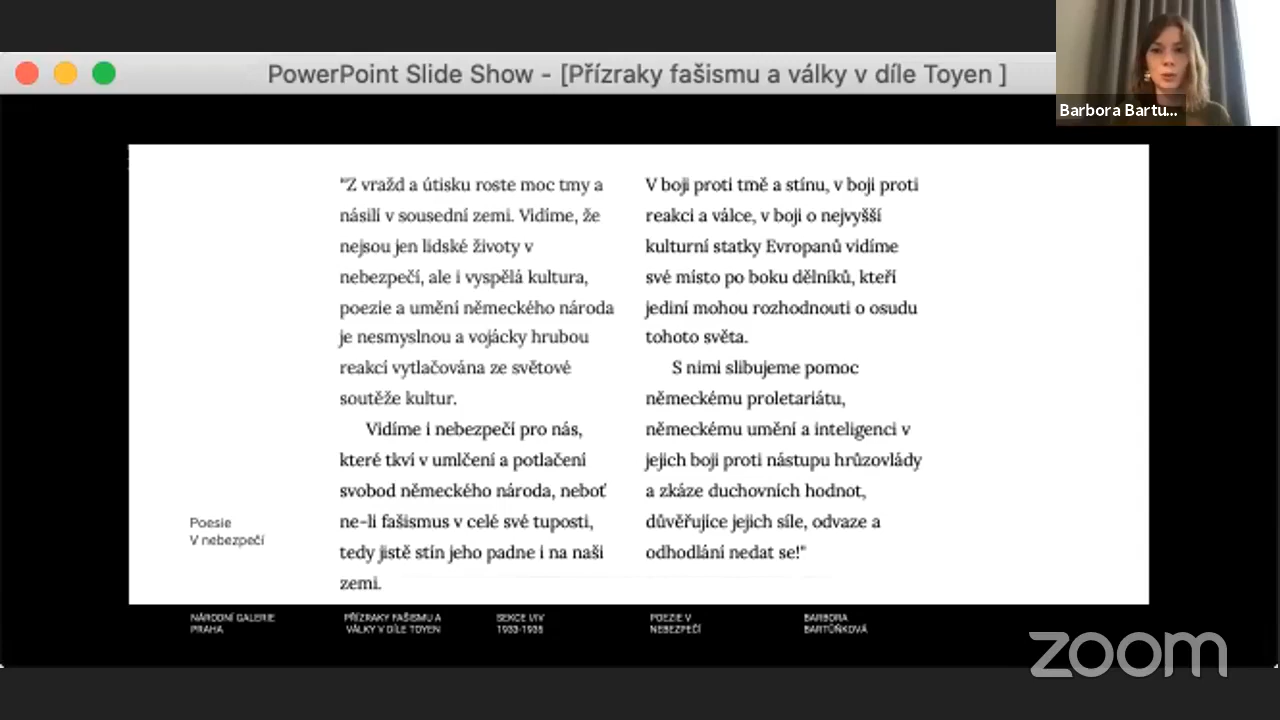 PowerPoint Slide Show - [Přízraky fašismu a války v díle Toyen ]
Barbora Bartu...
"Z vražd a útisku roste moc tmy a
násilí v sousední zemi. Vidíme, že
nejsou jen lidské životy v
nebezpečí, ale i vyspělá kultura,
poezie a umění německého národa
je nesmyslnou a vojácky hrubou
reakcí vytlačována ze světové
soutěže kultur.
Vidíme i nebezpečí pro nás,
které tkví v umlčení a potlačení
svobod německého národa, neboť
ne-li fašismus v celé své tuposti,
tedy jistě stín jeho padne i na naši
zemi.
V boji proti tmě a stínu, v boji proti
reakci a válce, v boji o nejvyšší
kulturní statky Evropanů vidíme
své místo po boku dělníků, kteří
jediní mohou rozhodnouti o osudu
tohoto světa.
S nimi slibujeme pomoc
německému proletariátu,
německému umění a inteligenci v
jejich boji proti nástupu hrůzovlády
a zkáze duchovních hodnot,
důvěřujíce jejich síle, odvaze a
odhodlání nedat se!"
Poesie
V nebezpečí
NÁRODNÍ GALERIE
PRAHA
PŘÍZRAKY FAŠISMU A
VÁLKY V DÍLE TOYEN
SEKCE I/IV
1933-1935
POEZIE V
NEBEZPEČÍ
BARBORA
BARTŮŇKOVÁ
zoom